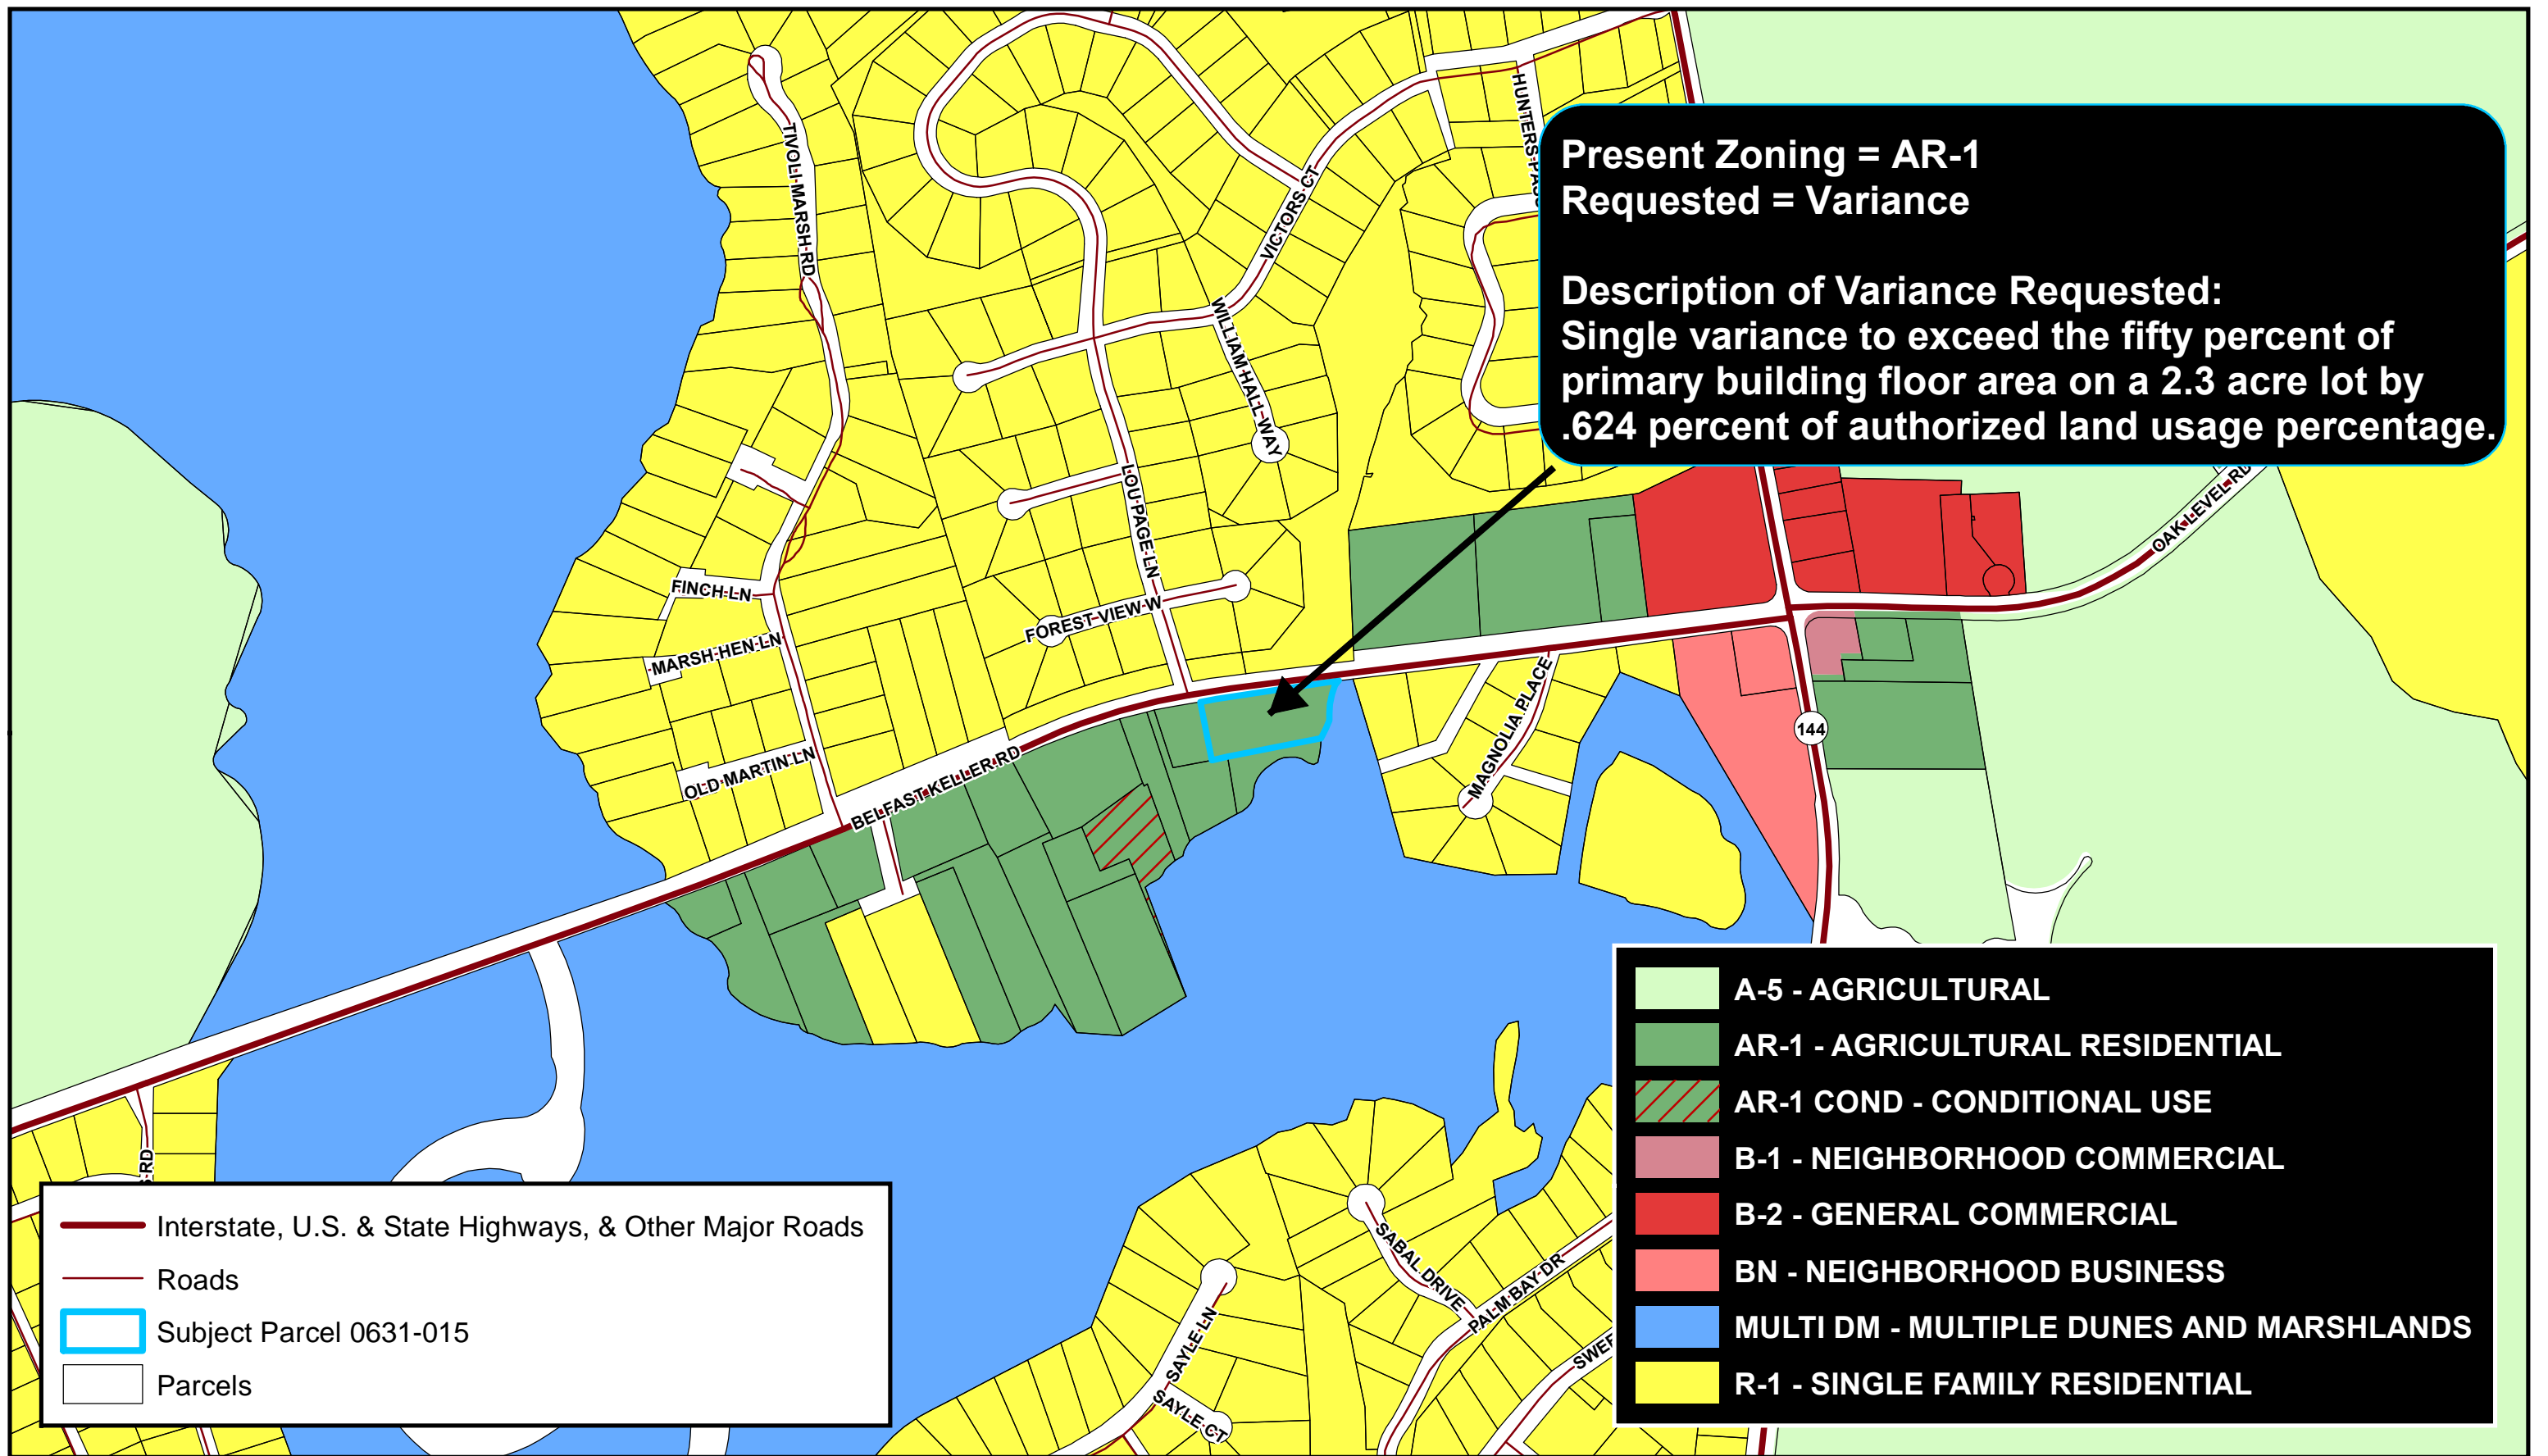 TIVOLI MARSH RD
HUNTERS
VICTORS CT
WILLIAM HALL WAY
Present Zoning = AR-1
Requested = Variance
Description of Variance Requested:
Single variance to exceed the fifty percent of
primary building floor area on a 2.3 acre lot by
.624 percent of authorized land usage percentage.
LOU PAGE LN
OAK LEVEL RD
FINCH LN
FOREST VIEW W
MARSH HEN LN
MAGNOLIA PLACE
144
OLD MARTIN LN
BELFAST KELLER RD
RD
SABAL DRIVE
PALM BAY DR
SAYLE LN
SAYLE CT
Interstate, U.S. & State Highways, & Other Major Roads
Roads
Subject Parcel 0631-015
Parcels
A-5 - AGRICULTURAL
AR-1 - AGRICULTURAL RESIDENTIAL
AR-1 COND - CONDITIONAL USE
B-1 - NEIGHBORHOOD COMMERCIAL
B-2 - GENERAL COMMERCIAL
BN - NEIGHBORHOOD BUSINESS
MULTI DM - MULTIPLE DUNES AND MARSHLANDS
R-1 - SINGLE FAMILY RESIDENTIAL